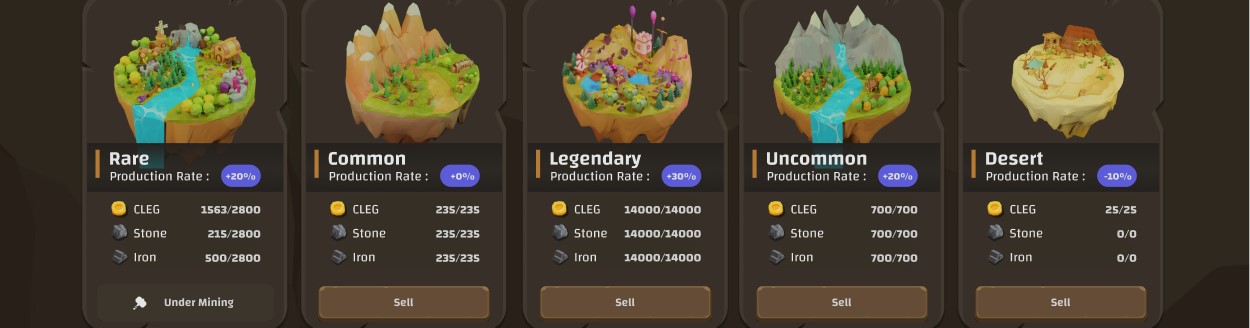 Rare
Production Rate : +20%
CLEG 1563/2800
Stone 215/2800
Iron 500/2800
Under Mining
Common
Production Rate : +0%
CLEG 235/235
Stone 235/235
Iron 235/235
Sell
Legendary
Production Rate : +30%
CLEG 14000/14000
Stone 14000/14000
Iron 14000/14000
Sell
Uncommon
Production Rate : +20%
CLEG 700/700
Stone 700/700
Iron 700/700
Sell
Desert
Production Rate : -10%
CLEG 25/25
Stone 0/0
Iron 0/0
Sell